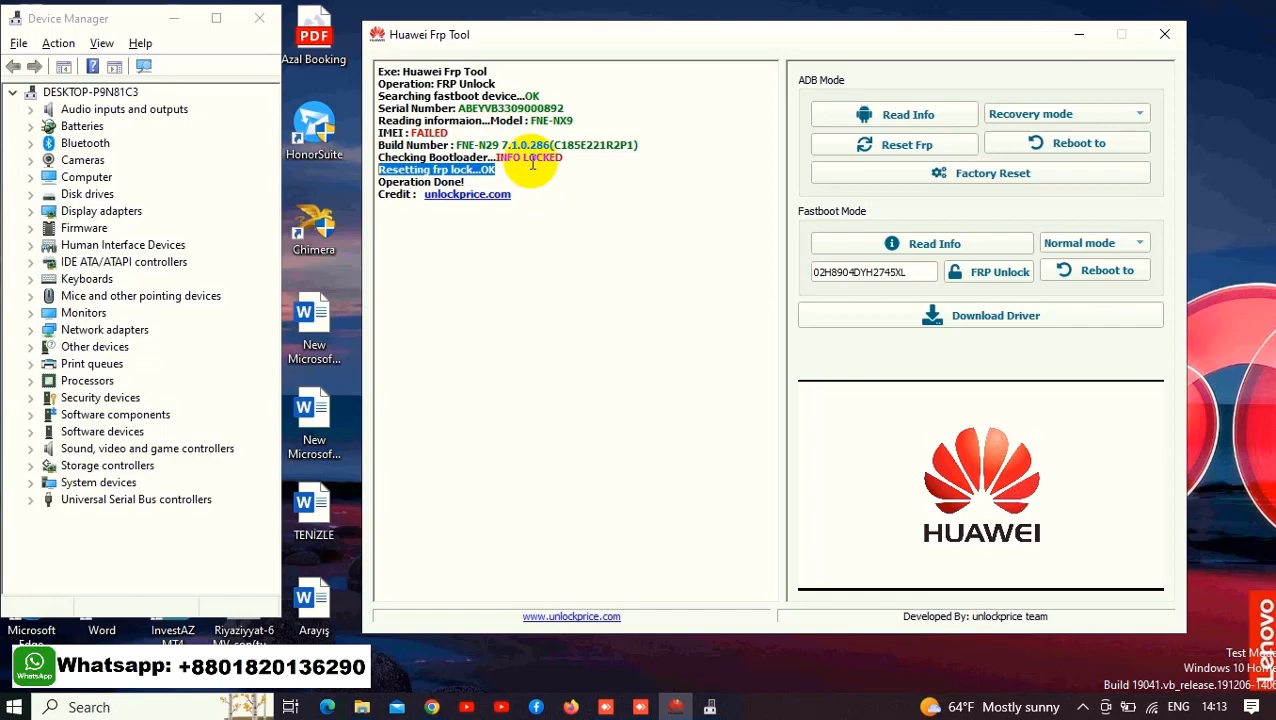 Device Manager
File Action View Help
DESKTOP-P9N81C3
Audio inputs and outputs
Batteries
Bluetooth
Cameras
Computer
Disk drives
Display adapters
Firmware
Human Interface Devices
IDE ATA/ATAPI controllers
Keyboards
Mice and other pointing devices
Monitors
Network adapters
Other devices
Print queues
Processors
Security devices
Software components
Software devices
Sound, video and game controllers
Storage controllers
System devices
Universal Serial Bus controllers
PDF
Azal Booking
HonorSuite
Chimera
New
Microsof...
New
Microsof...
TENİZLE
Arayış
Microsoft
Word
InvestAZ
MT4
Riyaziyyat-6
Huawei Frp Tool
Exe: Huawei Frp Tool
Operation: FRP Unlock
Searching fastboot device...OK
Serial Number: ABEYVB3309000892
Reading informaion...Model : FNE-NX9
IMEI : FAILED
Build Number : FNE-N29 7.1.0.286(C185E221R2P1)
Checking Bootloader...INFO LOCKED
Resetting frp lock...OK
Operation Done!
Credit : unlockprice.com
ADB Mode
Read Info
Recovery mode
Reset Frp
Reboot to
Factory Reset
Fastboot Mode
Read Info
Normal mode
02H8904DYH2745XL
FRP Unlock
Reboot to
Download Driver
HUAWEI
www.unlockprice.com
Developed By: unlockprice team
Lenovo
WhatsApp
Whatsapp: +8801820136290
Windows 10 Home
Build 19041.vb_release.191206-1406
Search
64°F Mostly sunny
ENG
14:13